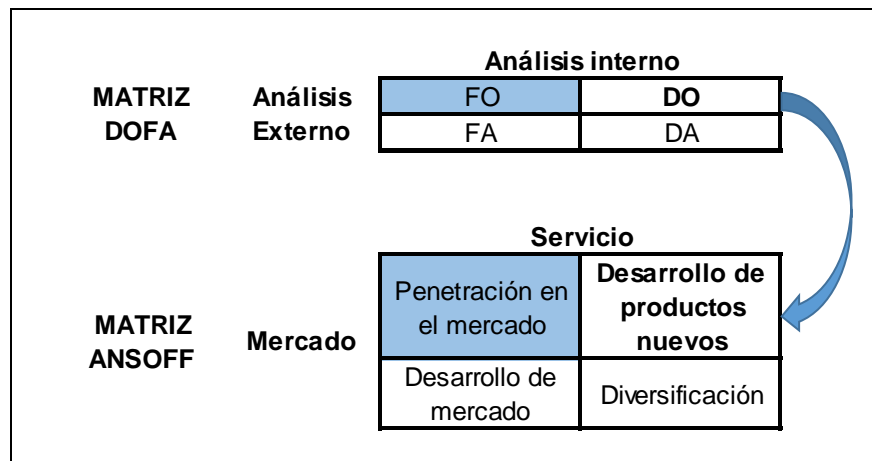 Análisis interno
MATRIZ DOFA
Análisis Externo
FO
DO
FA
DA
Servicio
MATRIZ ANSOFF
Mercado
Penetración en
el mercado
Desarrollo de
productos
nuevos
Desarrollo de
mercado
Diversificación